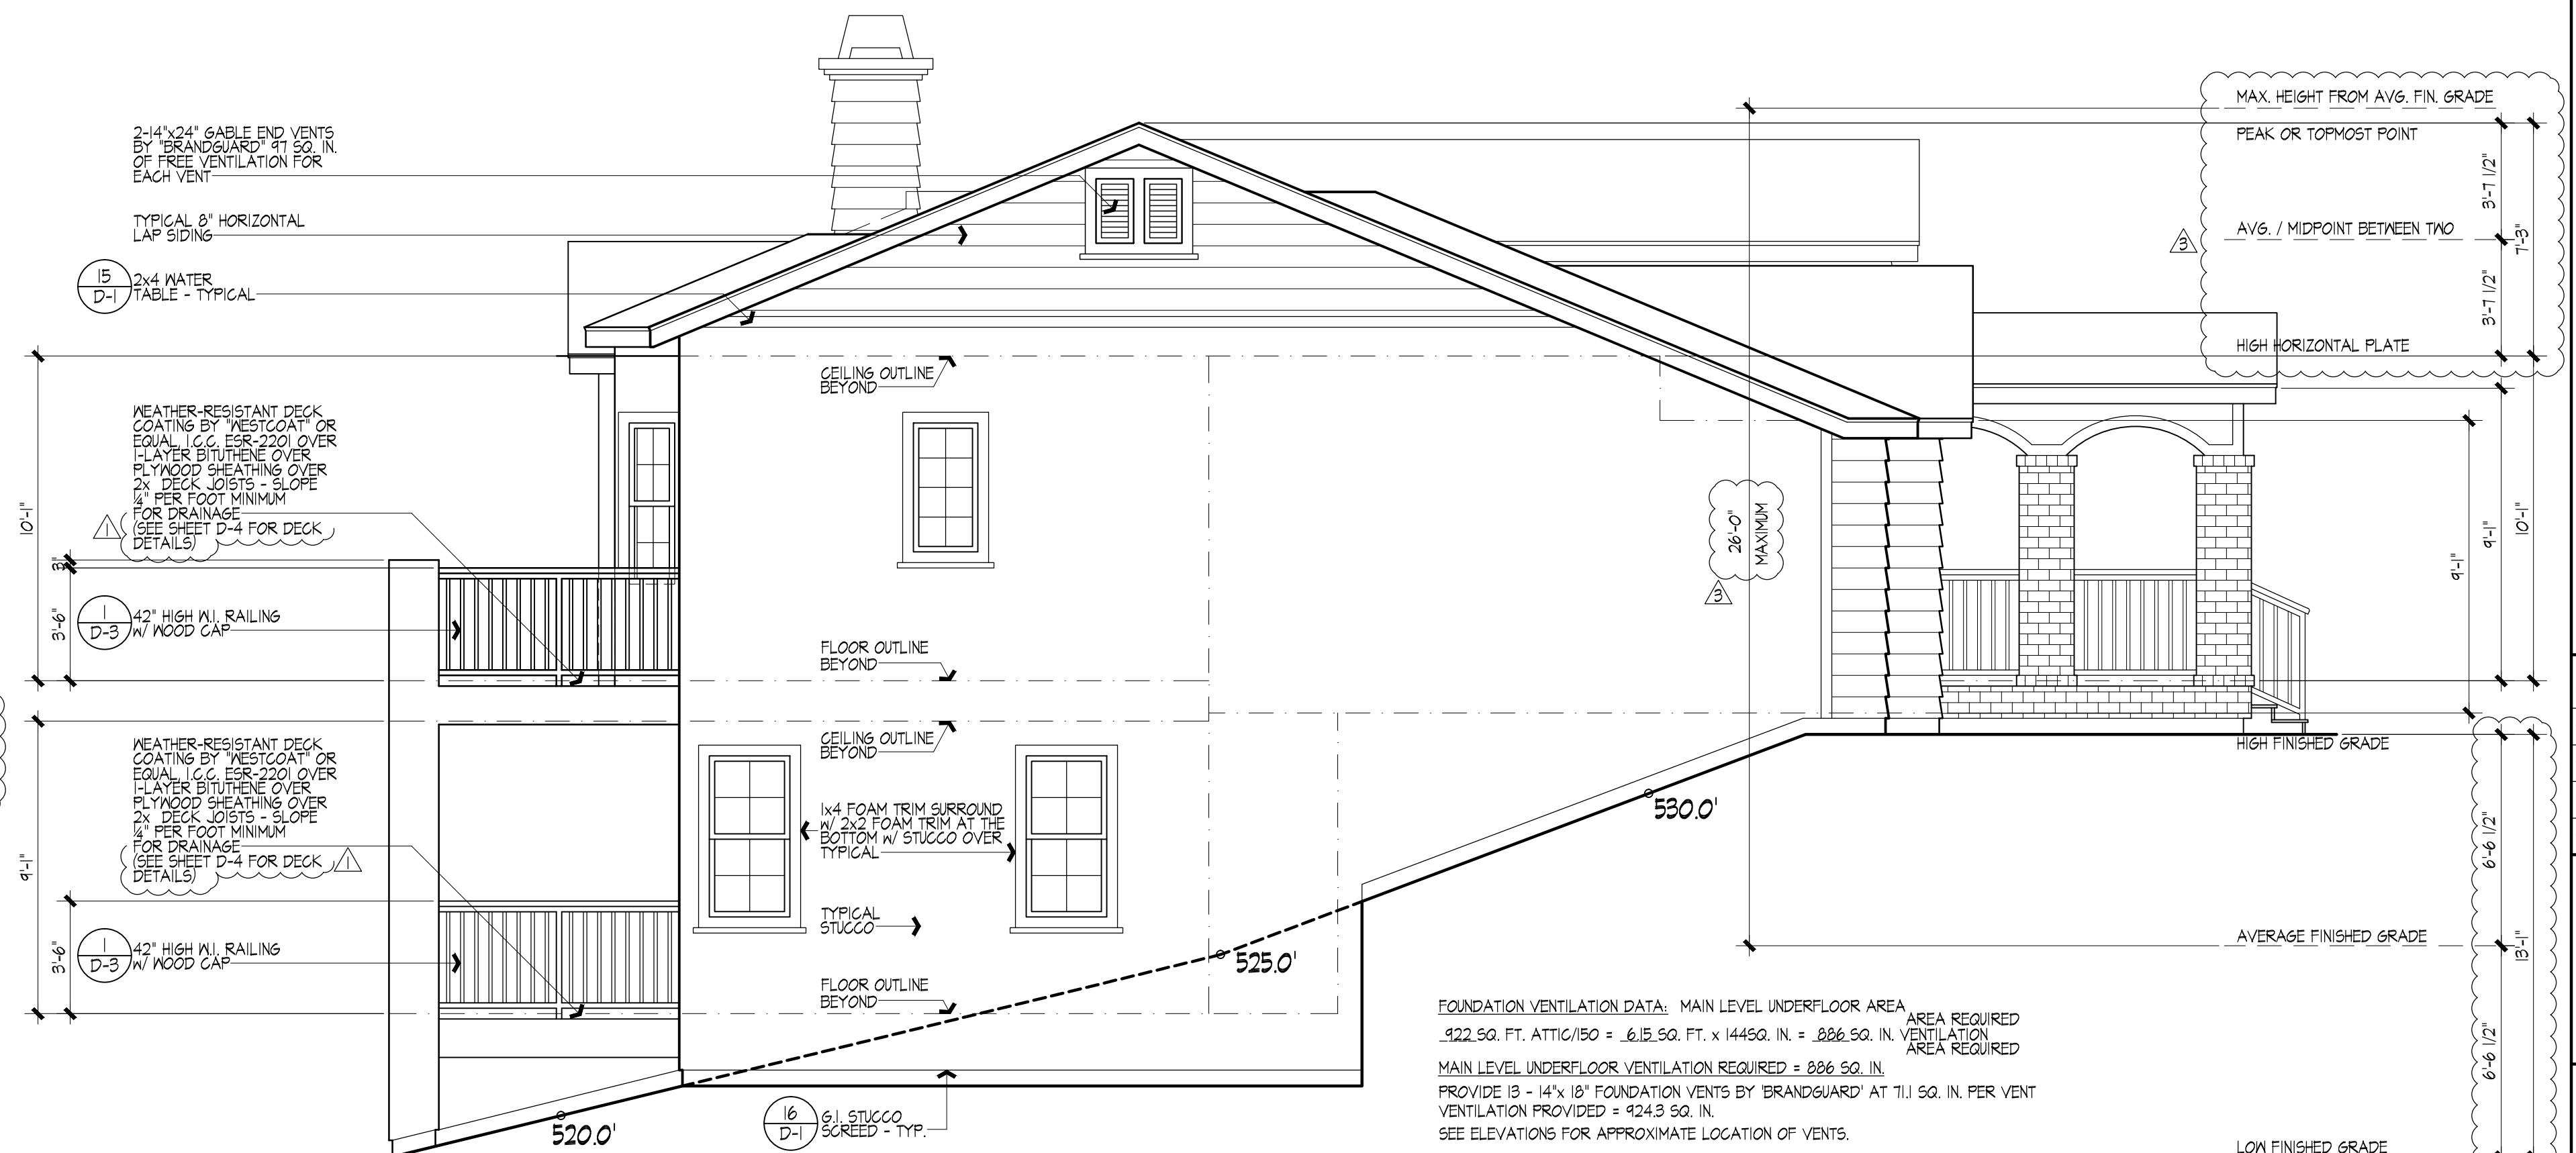 2-14"x24" GABLE END VENTS
BY "BRANDGUARD" 97 SQ. IN.
OF FREE VENTILATION FOR
EACH VENT
TYPICAL 8" HORIZONTAL
LAP SIDING
15
D-1
2x4 WATER
TABLE - TYPICAL
WEATHER-RESISTANT DECK
COATING BY "WESTCOAT" OR
EQUAL, I.C.C. ESR-2201 OVER
1-LAYER BITUTHENE OVER
PLYWOOD SHEATHING OVER
2x DECK JOISTS - SLOPE
1/4" PER FOOT MINIMUM
FOR DRAINAGE
(SEE SHEET D-4 FOR DECK
DETAILS)
1
10'-1"
3"
3'-6"
1
D-3
42" HIGH W.I. RAILING
W/ WOOD CAP
WEATHER-RESISTANT DECK
COATING BY "WESTCOAT" OR
EQUAL, I.C.C. ESR-2201 OVER
1-LAYER BITUTHENE OVER
PLYWOOD SHEATHING OVER
2x DECK JOISTS - SLOPE
1/4" PER FOOT MINIMUM
FOR DRAINAGE
(SEE SHEET D-4 FOR DECK
DETAILS)
1
9'-1"
3'-6"
1
D-3
42" HIGH W.I. RAILING
W/ WOOD CAP
CEILING OUTLINE
BEYOND
FLOOR OUTLINE
BEYOND
CEILING OUTLINE
BEYOND
1x4 FOAM TRIM SURROUND
W/ 2x2 FOAM TRIM AT THE
BOTTOM W/ STUCCO OVER
TYPICAL
TYPICAL
STUCCO
FLOOR OUTLINE
BEYOND
16
D-1
G.I. STUCCO
SCREED - TYP.
520.0'
525.0'
530.0'
26'-0"
MAXIMUM
3
MAX. HEIGHT FROM AVG. FIN. GRADE
PEAK OR TOPMOST POINT
3'-7 1/2"
AVG. / MIDPOINT BETWEEN TWO
3
7'-3"
3'-7 1/2"
HIGH HORIZONTAL PLATE
9'-1"
9'-1"
10'-1"
HIGH FINISHED GRADE
6'-6 1/2"
AVERAGE FINISHED GRADE
13'-1"
6'-6 1/2"
LOW FINISHED GRADE
FOUNDATION VENTILATION DATA: MAIN LEVEL UNDERFLOOR AREA
AREA REQUIRED
922 SQ. FT. ATTIC/150 = 6.15 SQ. FT. x 144SQ. IN. = 886 SQ. IN. VENTILATION
AREA REQUIRED
MAIN LEVEL UNDERFLOOR VENTILATION REQUIRED = 886 SQ. IN.
PROVIDE 13 - 14"x 18" FOUNDATION VENTS BY 'BRANDGUARD' AT 71.1 SQ. IN. PER VENT
VENTILATION PROVIDED = 924.3 SQ. IN.
SEE ELEVATIONS FOR APPROXIMATE LOCATION OF VENTS.